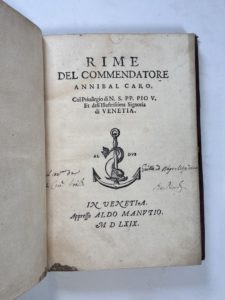 RIME
DEL COMMENDATORE
ANNIBAL CARO,
Col Priuilegio di N. S. PP. PIO V.
Et dell'Illustrissima Signoria
di VENETIA.
AL DVS
IN VENETIA.
Appresso ALDO MANVTIO.
M D LXIX.